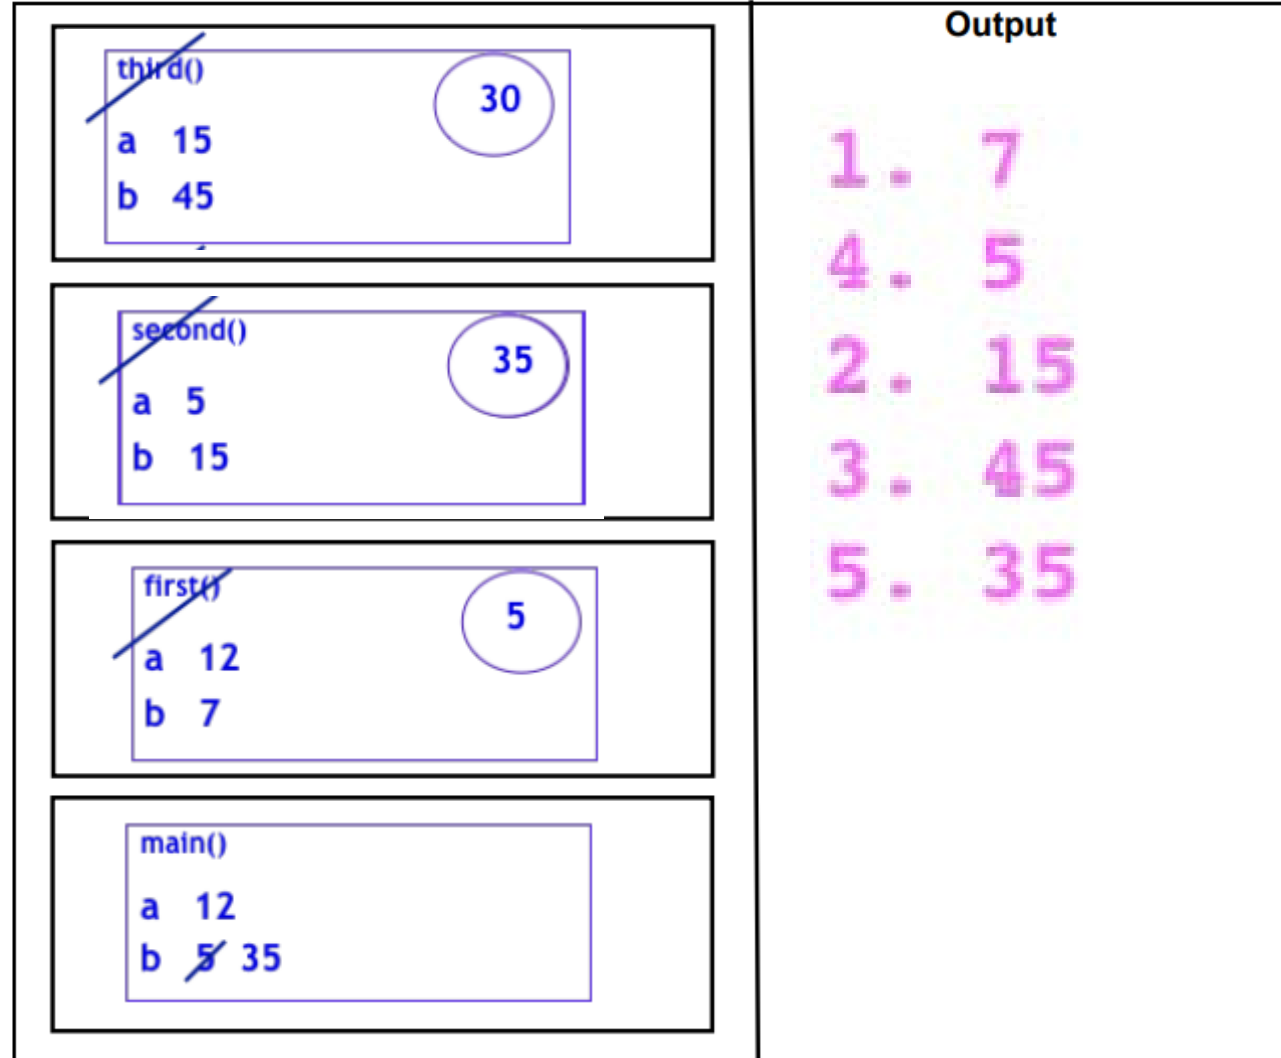 third()
30
a 15
b 45
second()
35
a 5
b 15
first()
5
a 12
b 7
main()
a 12
b 5 35
Output
1. 7
4. 5
2. 15
3. 45
5. 35